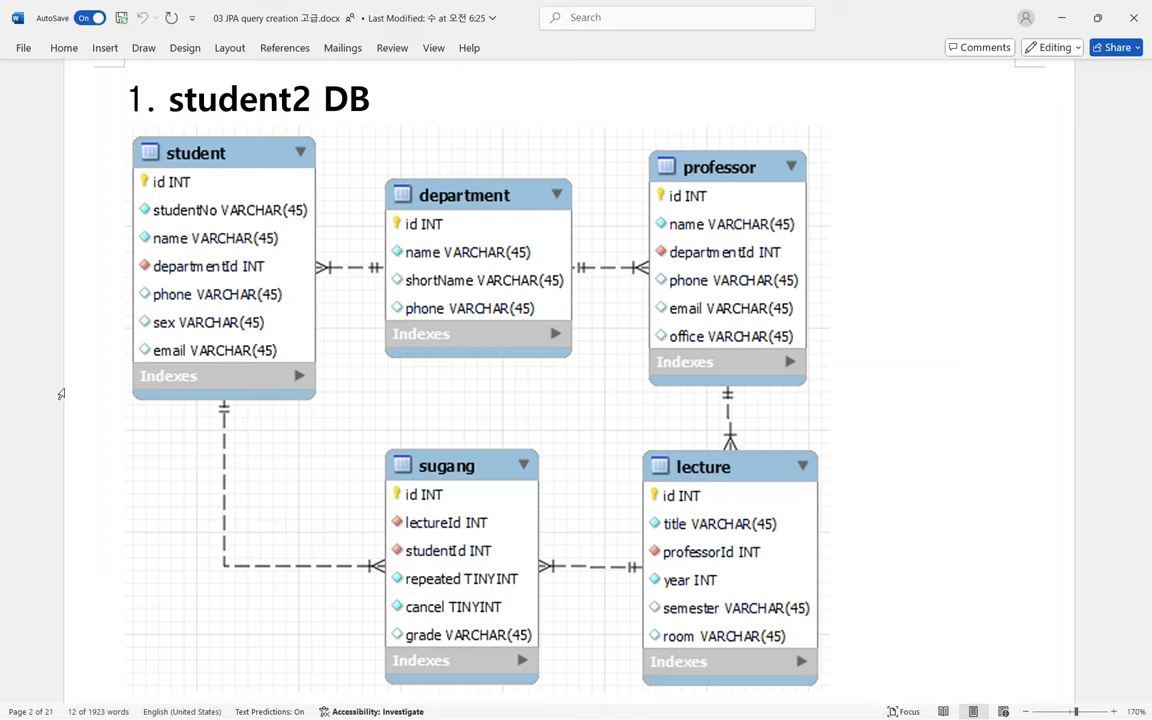 AutoSave On 03 JPA query creation 고급.docx • Last Modified: 수 at 오전 6:25 Search
File Home Insert Draw Design Layout References Mailings Review View Help Comments Editing Share
1. student2 DB
student
id INT
studentNo VARCHAR(45)
name VARCHAR(45)
departmentId INT
phone VARCHAR(45)
sex VARCHAR(45)
email VARCHAR(45)
Indexes
department
id INT
name VARCHAR(45)
shortName VARCHAR(45)
phone VARCHAR(45)
Indexes
professor
id INT
name VARCHAR(45)
departmentId INT
phone VARCHAR(45)
email VARCHAR(45)
office VARCHAR(45)
Indexes
sugang
id INT
lectureId INT
studentId INT
repeated TINYINT
cancel TINYINT
grade VARCHAR(45)
Indexes
lecture
id INT
title VARCHAR(45)
professorId INT
year INT
semester VARCHAR(45)
room VARCHAR(45)
Indexes
Page 2 of 21 12 of 1923 words English (United States) Text Predictions: On Accessibility: Investigate Focus 170%